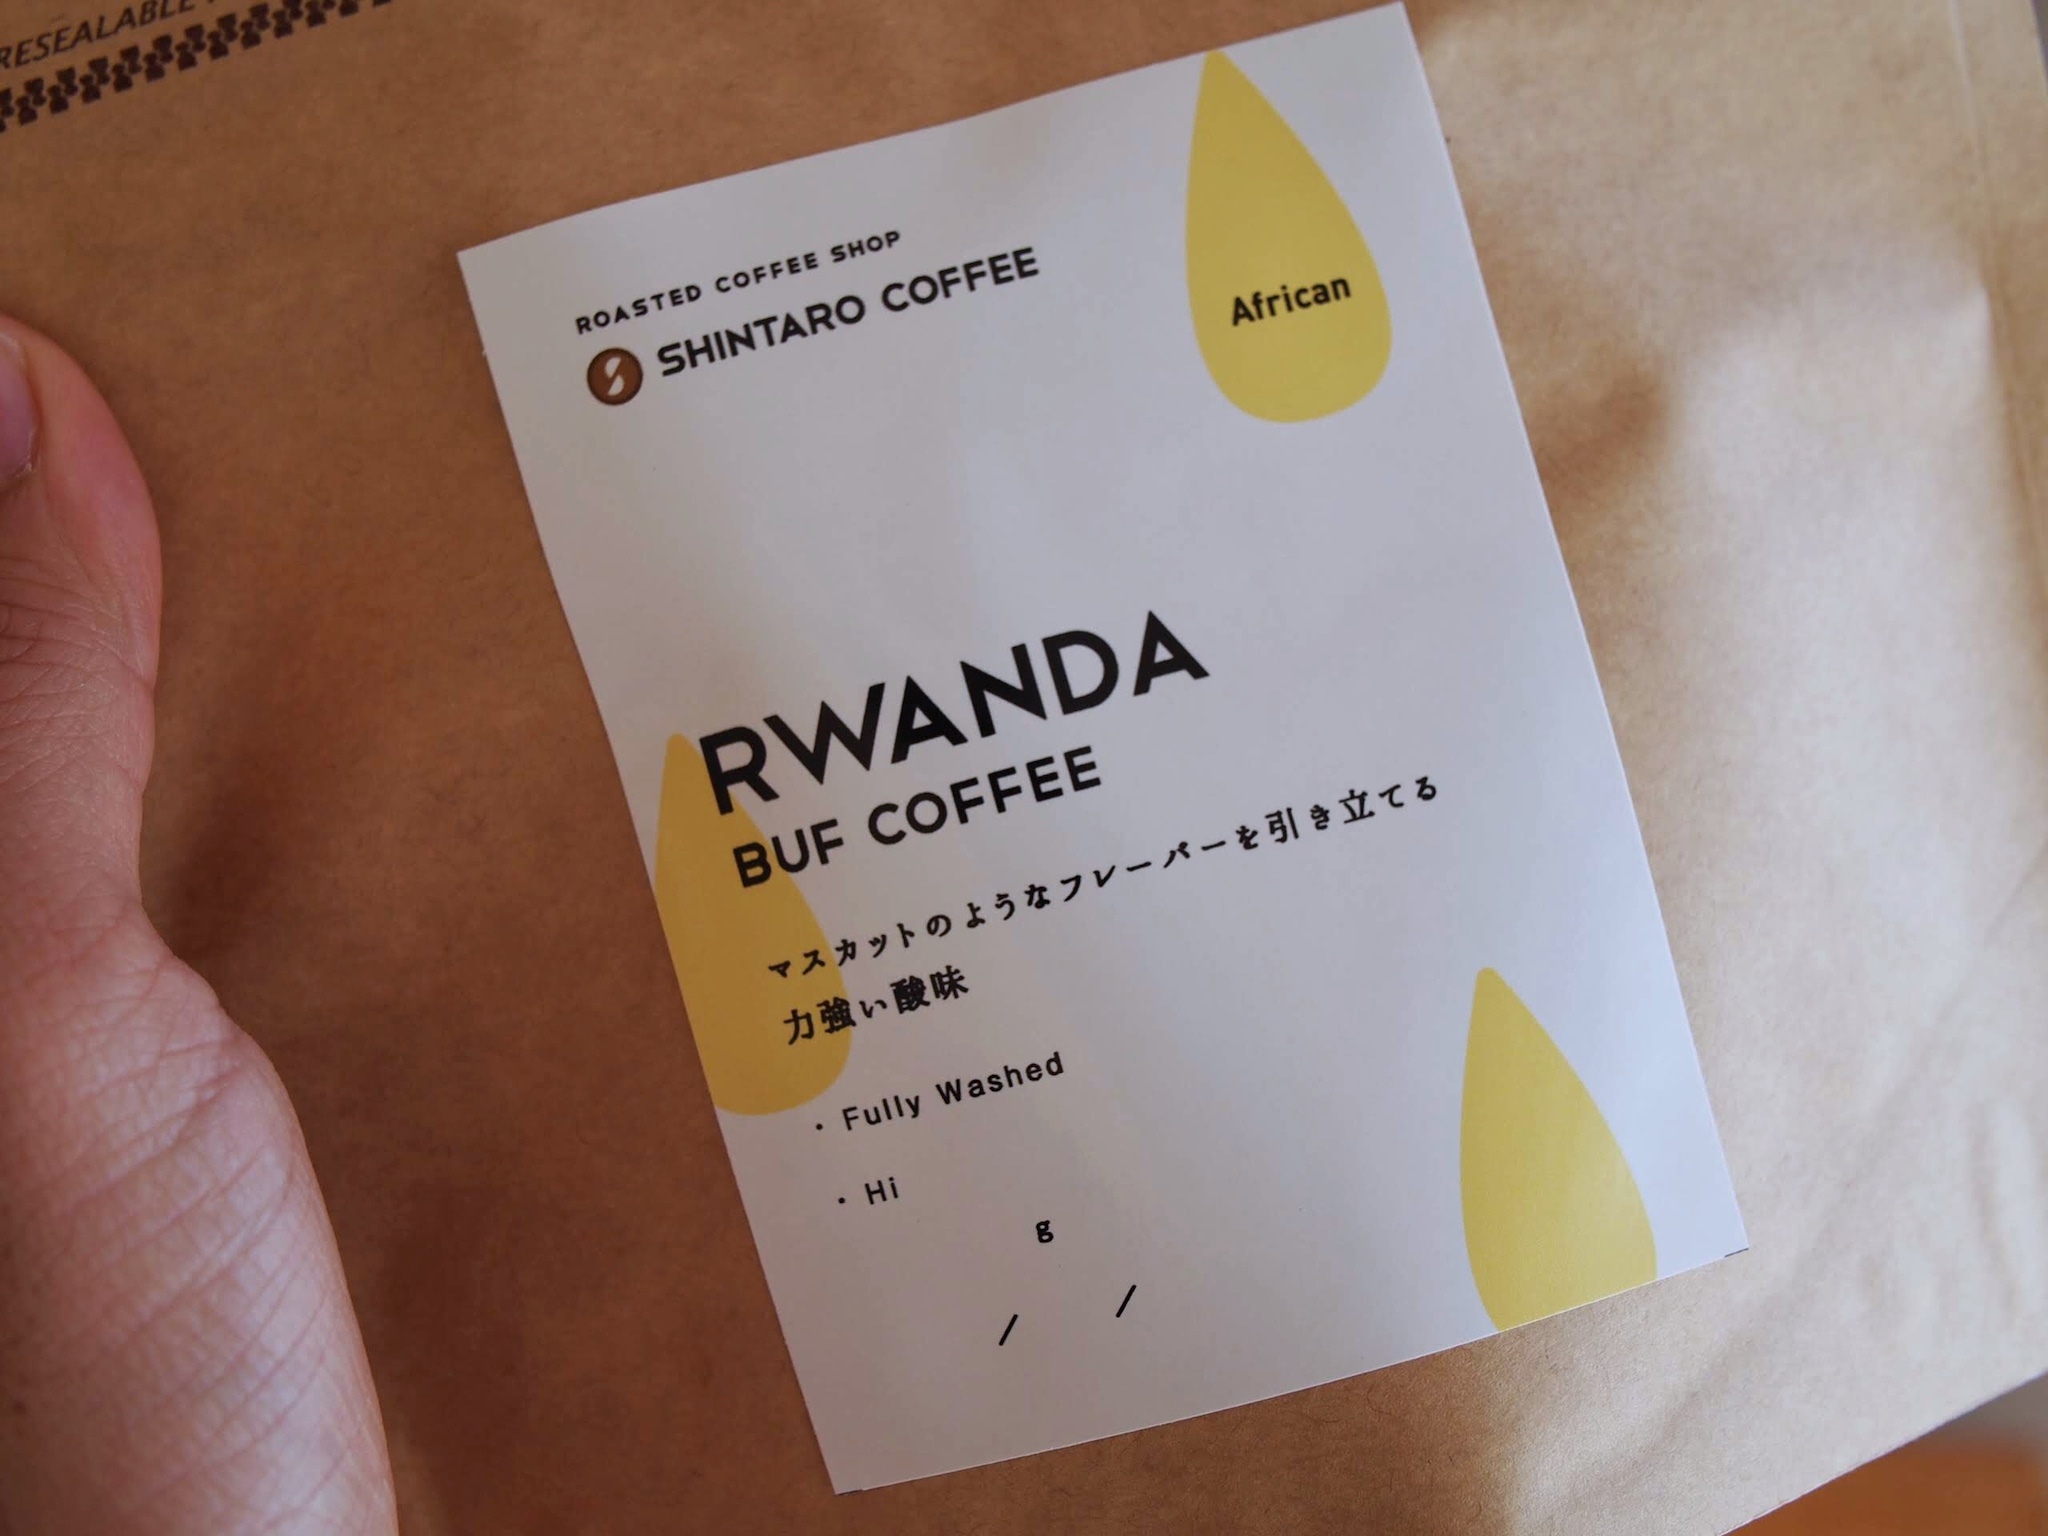 RESEALABLE
ROASTED COFFEE SHOP
SHINTARO COFFEE
African
RWANDA
BUF COFFEE
マスカットのようなフレーバーを引き立てる
力強い酸味
・Fully Washed
・Hi
g
/ /